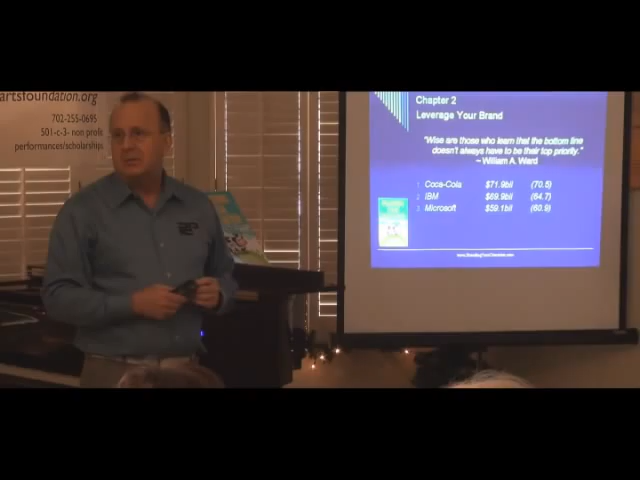 artsfoundation.org
702-255-0695
501-c-3- non profi
performances/scholarship
Chapter 2
Leverage Your Brand
"Wise are those who learn that the bottom line
doesn't always have to be their top priority."
~ William A. Ward
1. Coca-Cola $71.9bil (70.5)
2. IBM $69.9bil (64.7)
3. Microsoft $59.1bil (60.9)